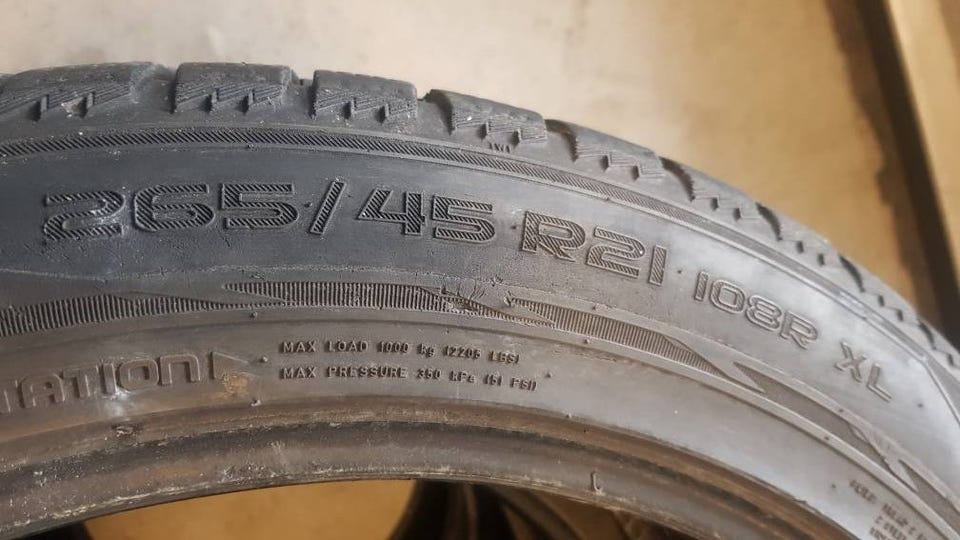 265/45 R21 108R XL
MAX LOAD 1000 kg (2205 LBS)
MAX PRESSURE 350 kPa (51 PSI)